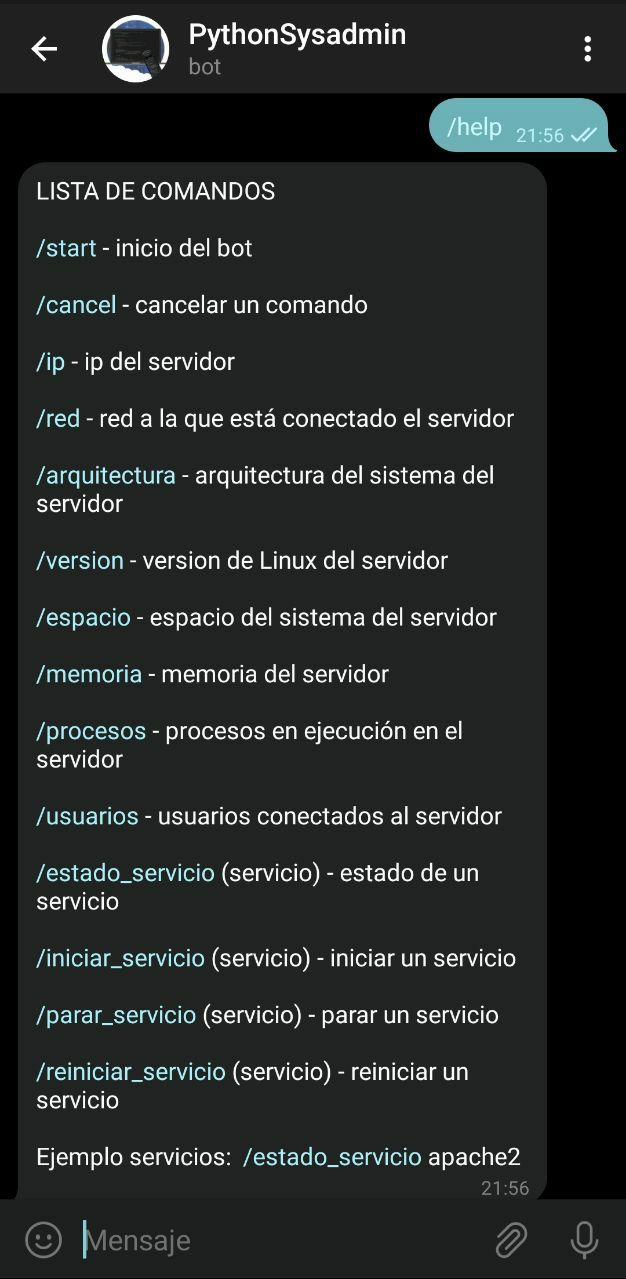 PythonSysadmin
bot
/help 21:56
LISTA DE COMANDOS
/start - inicio del bot
/cancel - cancelar un comando
/ip - ip del servidor
/red - red a la que está conectado el servidor
/arquitectura - arquitectura del sistema del
servidor
/version - version de Linux del servidor
/espacio - espacio del sistema del servidor
/memoria - memoria del servidor
/procesos - procesos en ejecución en el
servidor
/usuarios - usuarios conectados al servidor
/estado_servicio (servicio) - estado de un
servicio
/iniciar_servicio (servicio) - iniciar un servicio
/parar_servicio (servicio) - parar un servicio
/reiniciar_servicio (servicio) - reiniciar un
servicio
Ejemplo servicios:  /estado_servicio apache2
21:56
Mensaje